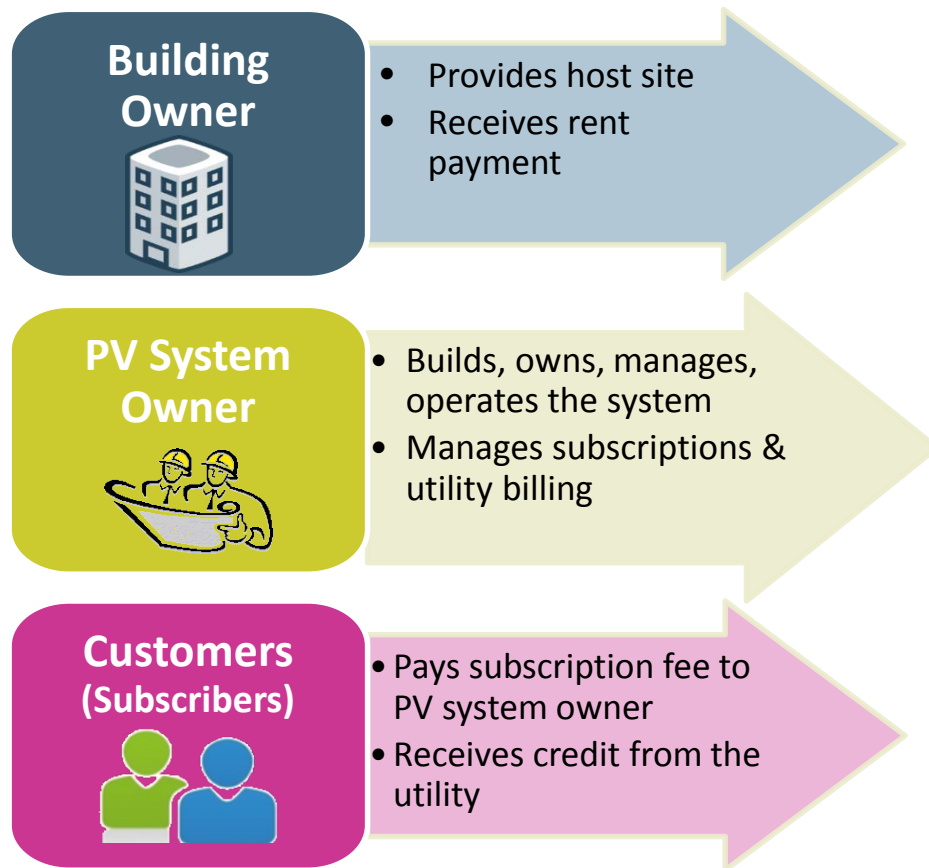 Building
Owner
• Provides host site
• Receives rent
payment
PV System
Owner
• Builds, owns, manages,
operates the system
• Manages subscriptions &
utility billing
Customers
(Subscribers)
• Pays subscription fee to
PV system owner
• Receives credit from the
utility